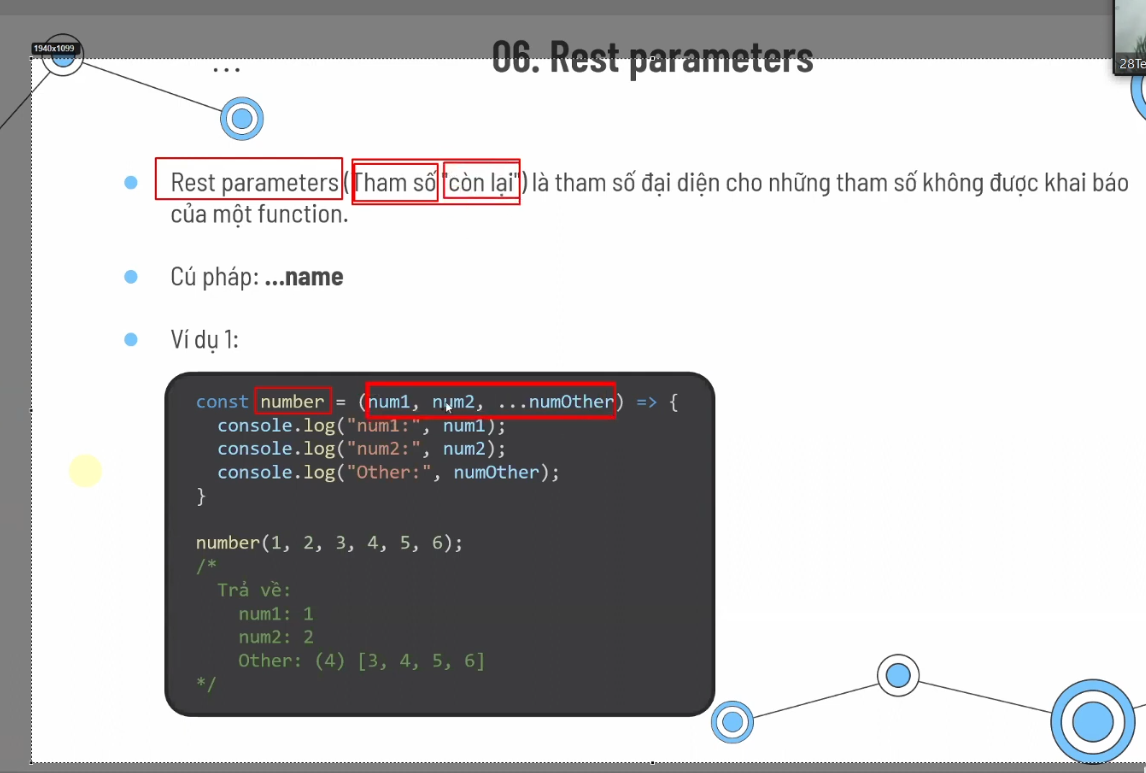 1940x1099
...
06. Rest parameters
28Te
Rest parameters (Tham số "còn lại") là tham số đại diện cho những tham số không được khai báo
của một function.
Cú pháp: ...name
Ví dụ 1:
const number = (num1, num2, ...numOther) => {
console.log("num1:", num1);
console.log("num2:", num2);
console.log("Other:", numOther);
}
number(1, 2, 3, 4, 5, 6);
/*
Trả về:
num1: 1
num2: 2
Other: (4) [3, 4, 5, 6]
*/